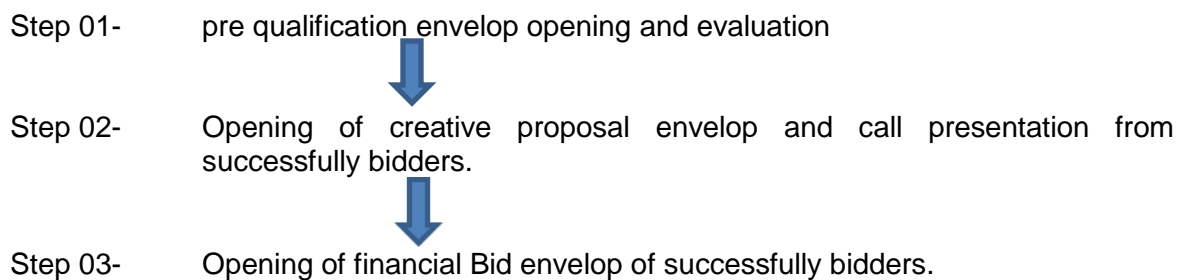 Step 01- pre qualification envelop opening and evaluation
Step 02- Opening of creative proposal envelop and call presentation from
successfully bidders.
Step 03- Opening of financial Bid envelop of successfully bidders.